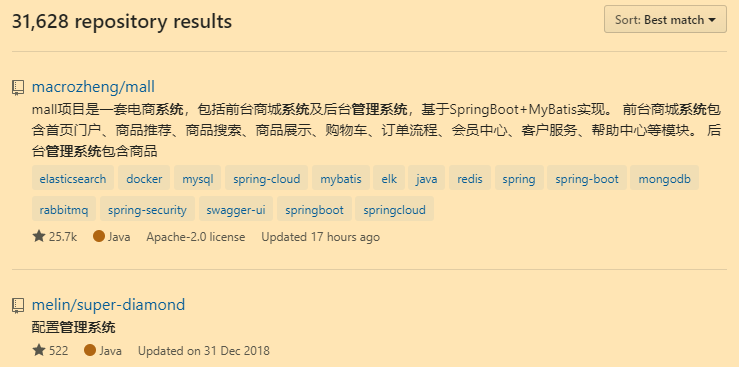 31,628 repository results
Sort: Best match
macrozheng/mall
mall项目是一套电商系统，包括前台商城系统及后台管理系统，基于SpringBoot+MyBatis实现。 前台商城系统包
含首页门户、商品推荐、商品搜索、商品展示、购物车、订单流程、会员中心、客户服务、帮助中心等模块。 后
台管理系统包含商品
elasticsearch docker mysql spring-cloud mybatis elk java redis spring spring-boot mongodb
rabbitmq spring-security swagger-ui springboot springcloud
25.7k Java Apache-2.0 license Updated 17 hours ago
melin/super-diamond
配置管理系统
522 Java Updated on 31 Dec 2018